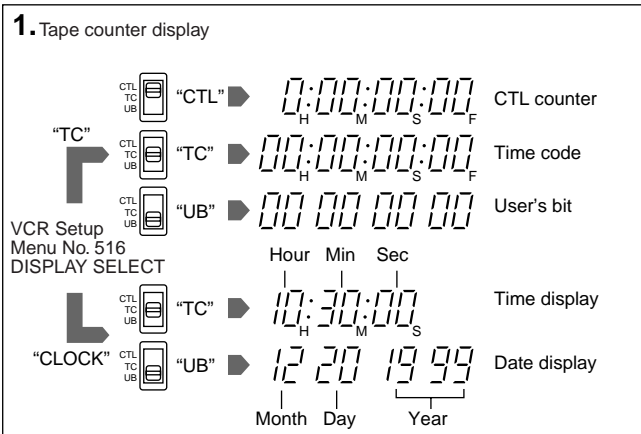 1. Tape counter display
CTL
TC
UB
"CTL"
0:00:00:00
H M S F
CTL counter
"TC"
CTL
TC
UB
"TC"
00:00:00:00
H M S F
Time code
CTL
TC
UB
"UB"
00 00 00 00
User's bit
VCR Setup
Menu No. 516
DISPLAY SELECT
Hour Min Sec
CTL
TC
UB
"TC"
10:30:00
H M S
Time display
"CLOCK"
CTL
TC
UB
"UB"
12 20 19 99
Date display
Month Day Year